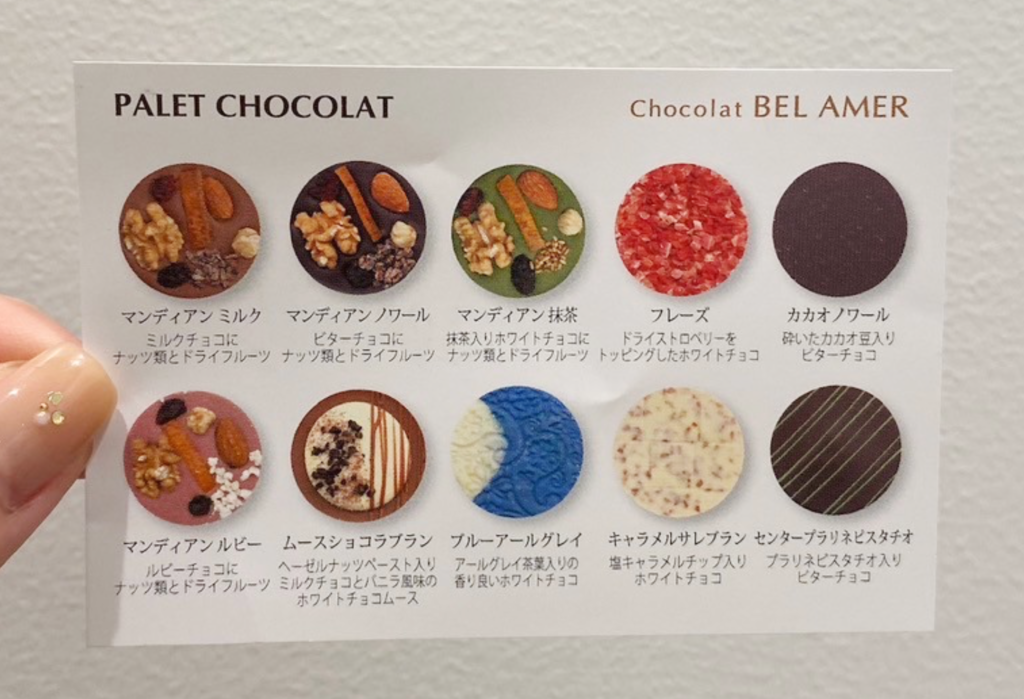 PALET CHOCOLAT
Chocolat BEL AMER
マンディアン ミルク
ミルクチョコに
ナッツ類とドライフルーツ
マンディアン ノワール
ビターチョコに
ナッツ類とドライフルーツ
マンディアン 抹茶
抹茶入りホワイトチョコに
ナッツ類とドライフルーツ
フレーズ
ドライストロベリーを
トッピングしたホワイトチョコ
カカオノワール
砕いたカカオ豆入り
ビターチョコ
マンディアン ルビー
ルビーチョコに
ナッツ類とドライフルーツ
ムースショコラブラン
ヘーゼルナッツペースト入り
ミルクチョコとバニラ風味の
ホワイトチョコムース
ブルーアールグレイ
アールグレイ茶葉入りの
香り良いホワイトチョコ
キャラメルサレブラン
塩キャラメルチップ入り
ホワイトチョコ
センタープラリネピスタチオ
プラリネピスタチオ入り
ビターチョコ